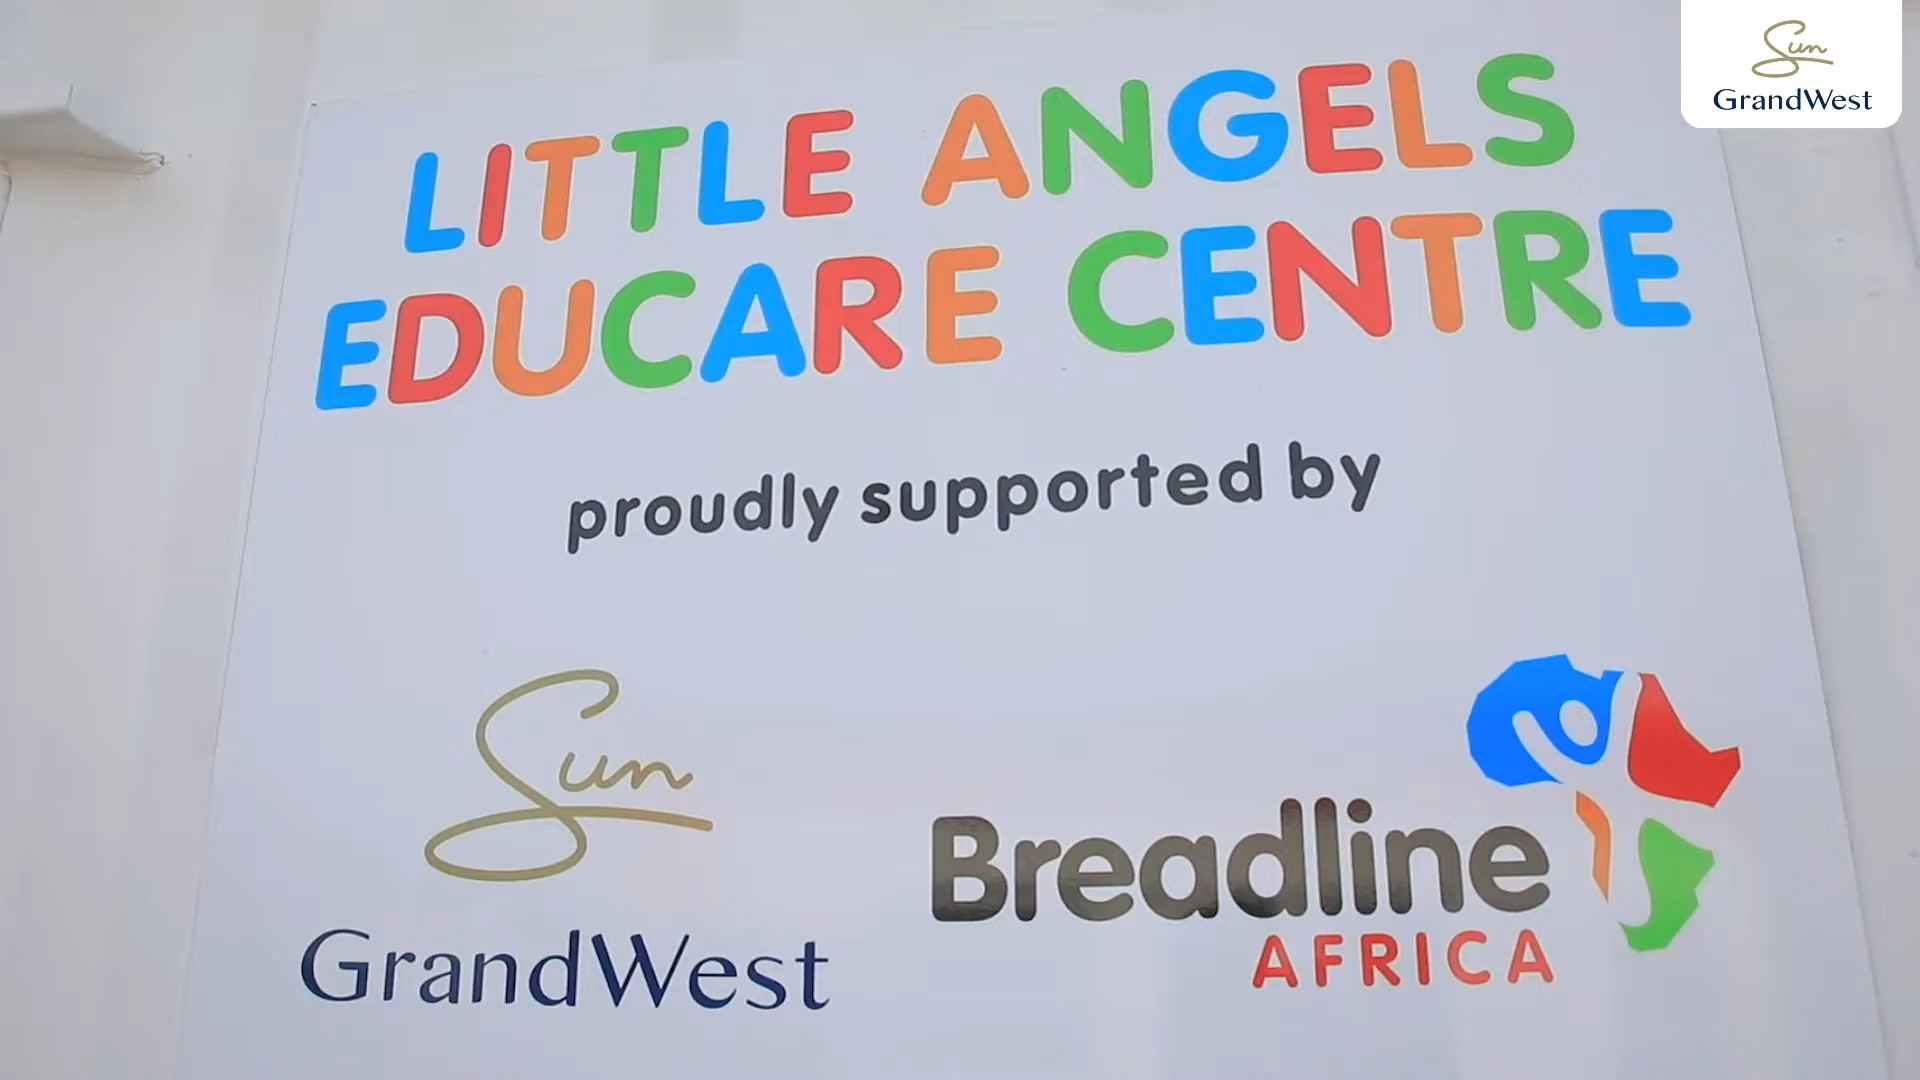 Sun
GrandWest
LITTLE ANGELS
EDUCARE CENTRE
proudly supported by
Sun
GrandWest
Breadline
AFRICA